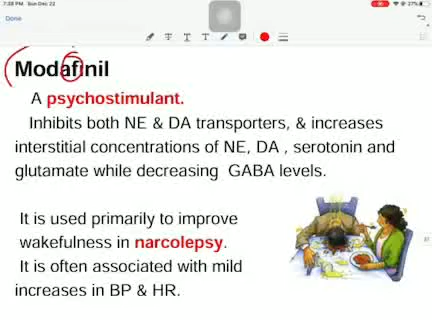 7:38 PM Sun Dec 22
27%
Done
Modafinil
A psychostimulant.
Inhibits both NE & DA transporters, & increases
interstitial concentrations of NE, DA , serotonin and
glutamate while decreasing GABA levels.
It is used primarily to improve
wakefulness in narcolepsy.
It is often associated with mild
increases in BP & HR.